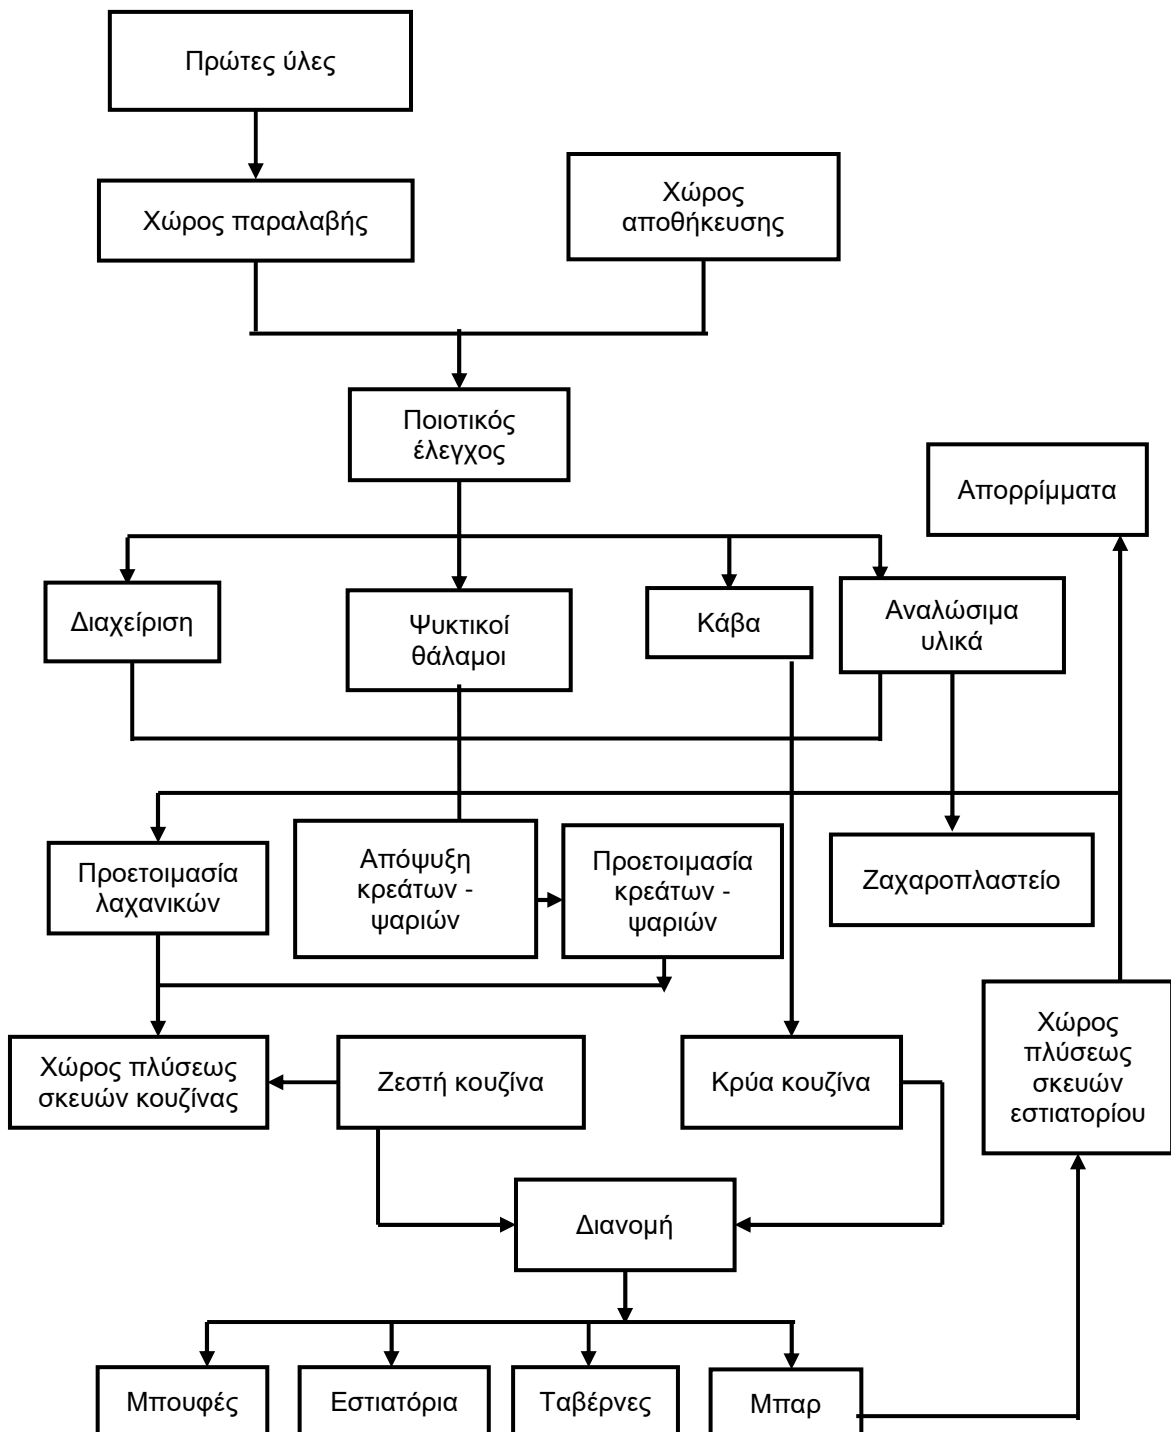 Πρώτες ύλες
Χώρος παραλαβής
Χώρος
αποθήκευσης
Ποιοτικός
έλεγχος
Απορρίμματα
Διαχείριση
Ψυκτικοί
θάλαμοι
Κάβα
Αναλώσιμα
υλικά
Προετοιμασία
λαχανικών
Απόψυξη
κρεάτων -
ψαριών
Προετοιμασία
κρεάτων -
ψαριών
Ζαχαροπλαστείο
Χώρος πλύσεως
σκευών κουζίνας
Ζεστή κουζίνα
Κρύα κουζίνα
Χώρος
πλύσεως
σκευών
εστιατορίου
Διανομή
Μπουφές
Εστιατόρια
Ταβέρνες
Μπαρ